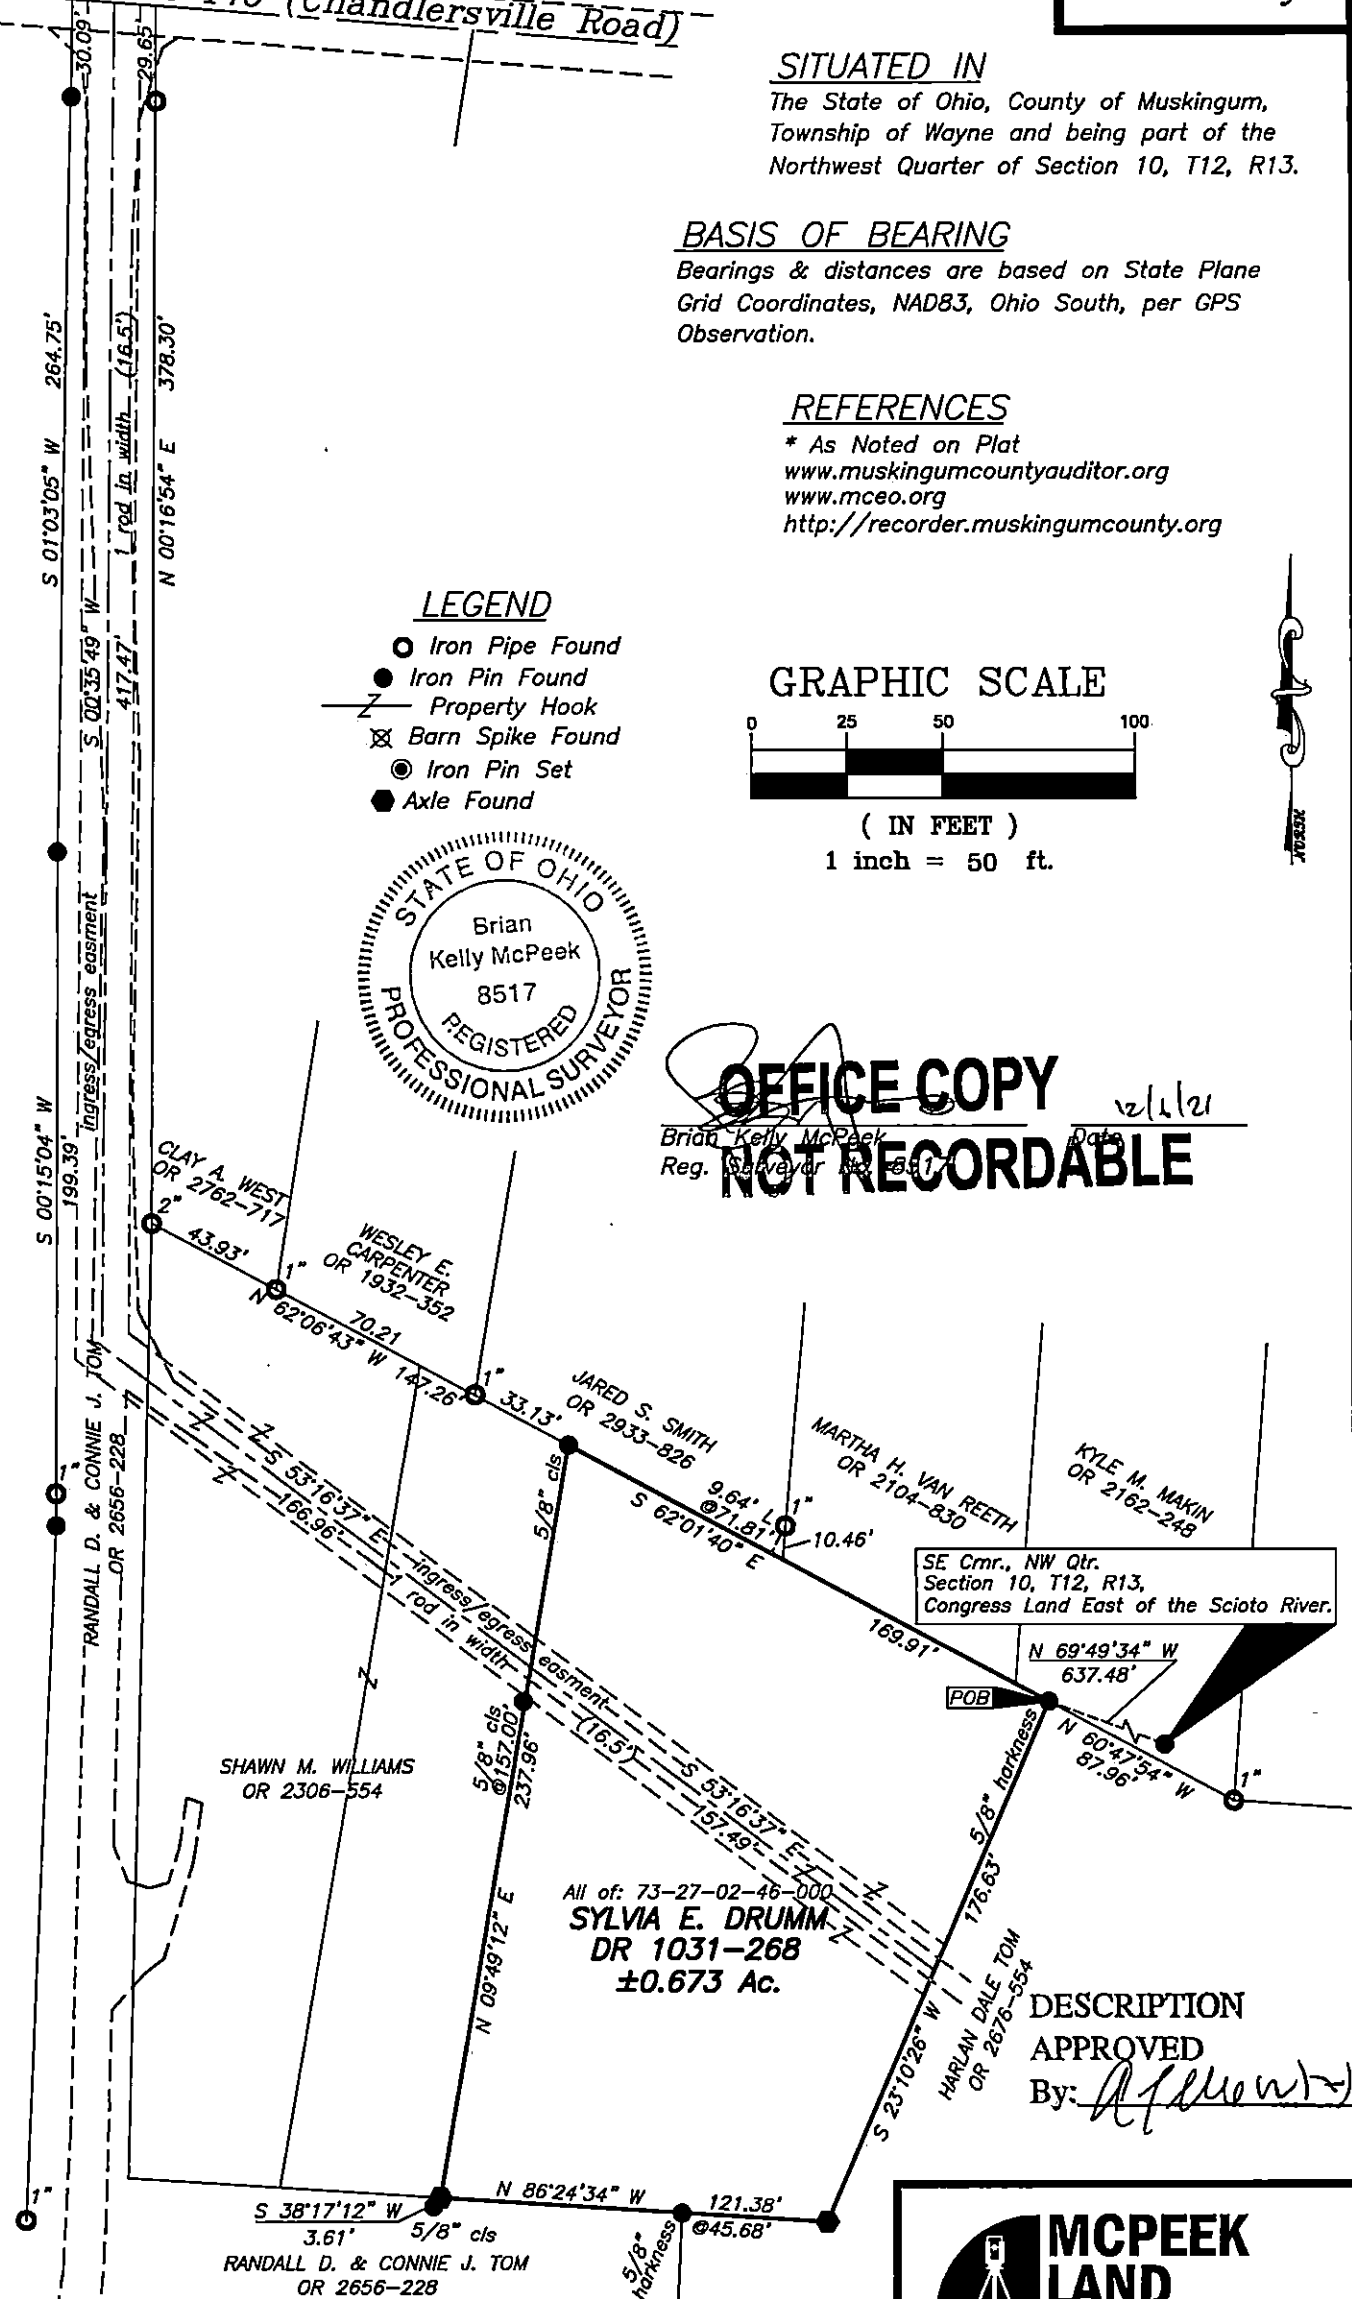 (Chandlersville Road)
30.09'
29.65'
SITUATED IN
The State of Ohio, County of Muskingum,
Township of Wayne and being part of the
Northwest Quarter of Section 10, T12, R13.
BASIS OF BEARING
Bearings & distances are based on State Plane
Grid Coordinates, NAD83, Ohio South, per GPS
Observation.
REFERENCES
* As Noted on Plat
www.muskingumcountyauditor.org
www.mceo.org
http://recorder.muskingumcounty.org
S 01°03'05" W 264.75'
1 rod in width (16.5')
N 00°16'54" E 378.30'
S 00°35'49" W
417.47'
ingress/egress easment
S 00°15'04" W
199.39'
LEGEND
Iron Pipe Found
Iron Pin Found
Z Property Hook
Barn Spike Found
Iron Pin Set
Axle Found
GRAPHIC SCALE
0 25 50 100
( IN FEET )
1 inch = 50 ft.
NORSK
STATE OF OHIO
Brian
Kelly McPeek
8517
REGISTERED
PROFESSIONAL SURVEYOR
OFFICE COPY
NOT RECORDABLE
Brian Kelly McPeek
Reg. Surveyor No. 8517
Date
CLAY A. WEST
OR 2762-717
2"
43.93'
1"
WESLEY E.
CARPENTER
OR 1932-352
70.21
N 62°06'43" W 147.26'
1"
33.13'
JARED S. SMITH
OR 2933-826
MARTHA H. VAN REETH
OR 2104-830
KYLE M. MAKIN
OR 2162-248
RANDALL D. & CONNIE J. TOM
OR 2656-228
1"
Z
Z
Z
S 53°16'37" E
166.96'
ingress/egress easment
1 rod in width
(16.5')
5/8" cls
9.64' L
@71.81'
1"
10.46'
S 62°01'40" E
169.91'
SE Crnr., NW Qtr.
Section 10, T12, R13,
Congress Land East of the Scioto River.
N 69°49'34" W
637.48'
POB
N 60°47'54" W
87.96'
1"
5/8" harkness
176.63'
Z
SHAWN M. WILLIAMS
OR 2306-554
5/8" cls
@157.00'
237.96'
S 53°16'37" E
157.49'
Z
Z
Z
N 09°49'12" E
All of: 73-27-02-46-000
SYLVIA E. DRUMM
DR 1031-268
±0.673 Ac.
S 23°10'26" W
HARLAN DALE TOM
OR 2676-554
DESCRIPTION
APPROVED
By:
1"
S 38°17'12" W
3.61'
5/8" cls
N 86°24'34" W
121.38'
@45.68'
5/8"
harkness
RANDALL D. & CONNIE J. TOM
OR 2656-228
MCPEEK
LAND